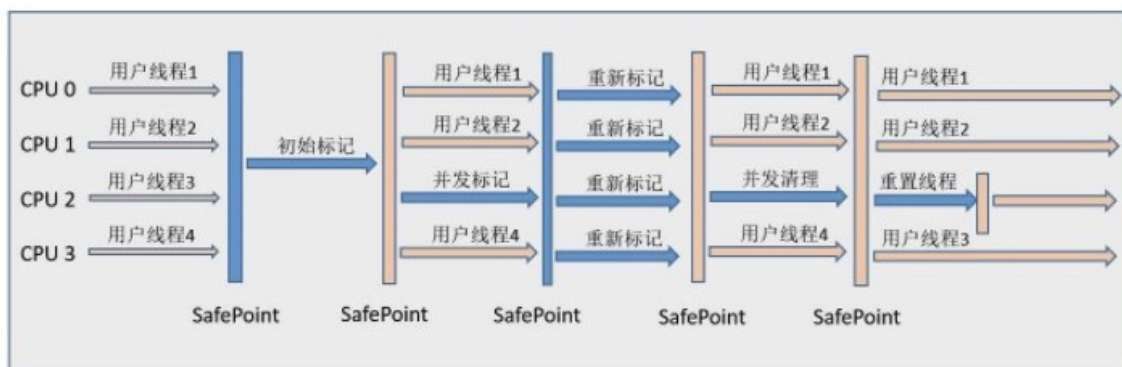 用户线程1 用户线程1 重新标记 用户线程1 用户线程1
CPU 0
用户线程2 用户线程2 重新标记 用户线程2 用户线程2
CPU 1 初始标记
用户线程3 并发标记 重新标记 并发清理 重置线程
CPU 2
用户线程4 用户线程4 重新标记 用户线程4 用户线程3
CPU 3
SafePoint SafePoint SafePoint SafePoint SafePoint